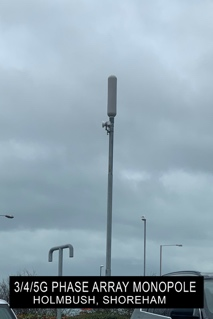 3/4/5G PHASE ARRAY MONOPOLE
HOLMBUSH, SHOREHAM